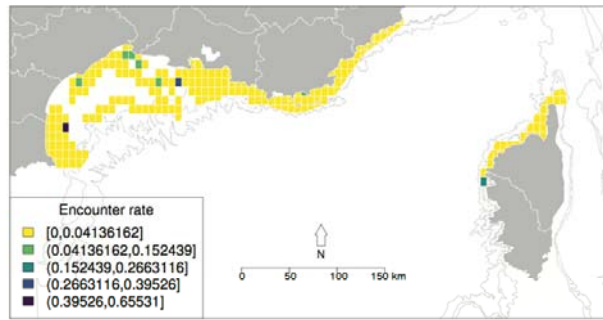 Encounter rate
[0,0.04136162]
(0.04136162,0.152439]
(0.152439,0.2663116]
(0.2663116,0.39526]
(0.39526,0.65531]
N
0 50 100 150 km